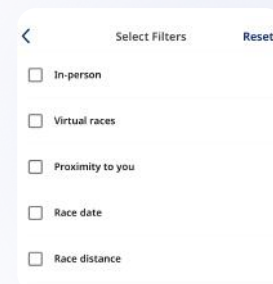 Select Filters Reset
In-person
Virtual races
Proximity to you
Race date
Race distance